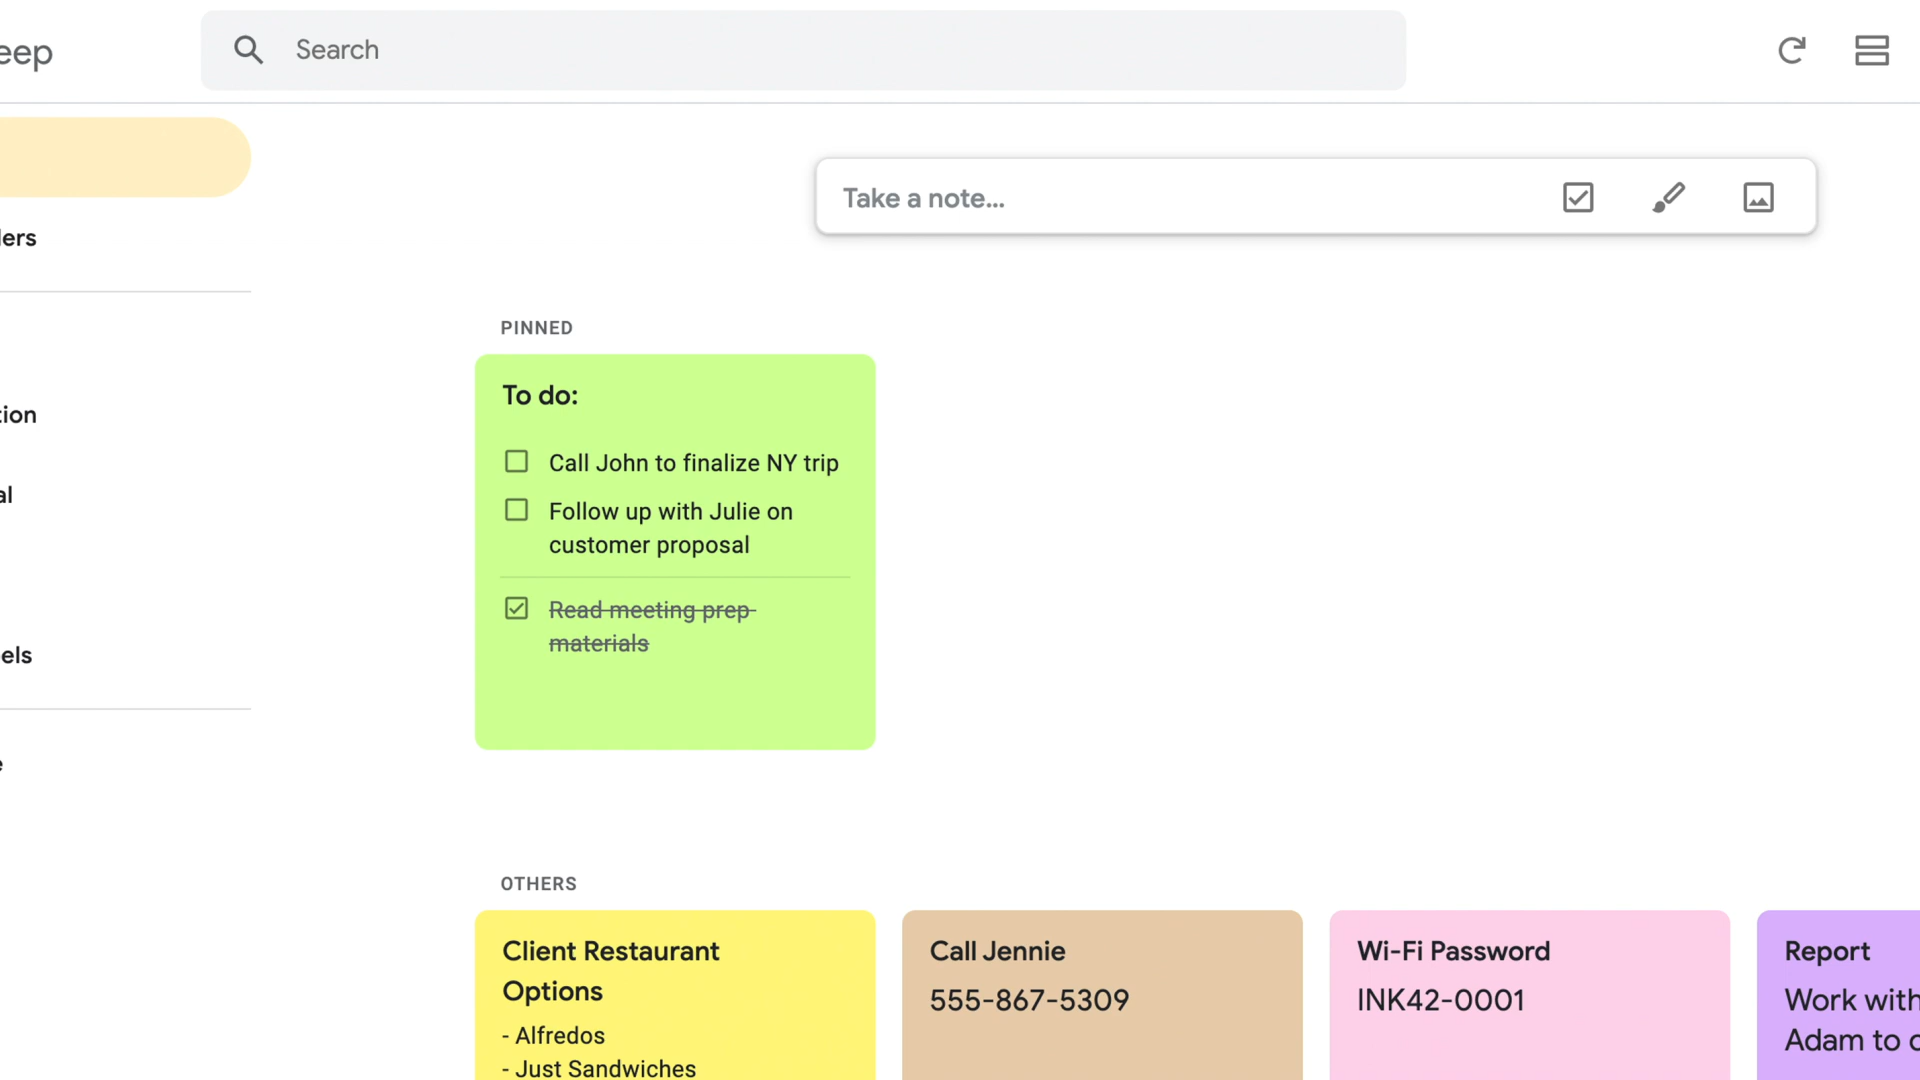 eep
Search
ders
Take a note...
PINNED
To do:
Call John to finalize NY trip
Follow up with Julie on
customer proposal
Read meeting prep
materials
tion
al
els
e
OTHERS
Client Restaurant
Options
- Alfredos
- Just Sandwiches
Call Jennie
555-867-5309
Wi-Fi Password
INK42-0001
Report
Work with
Adam to